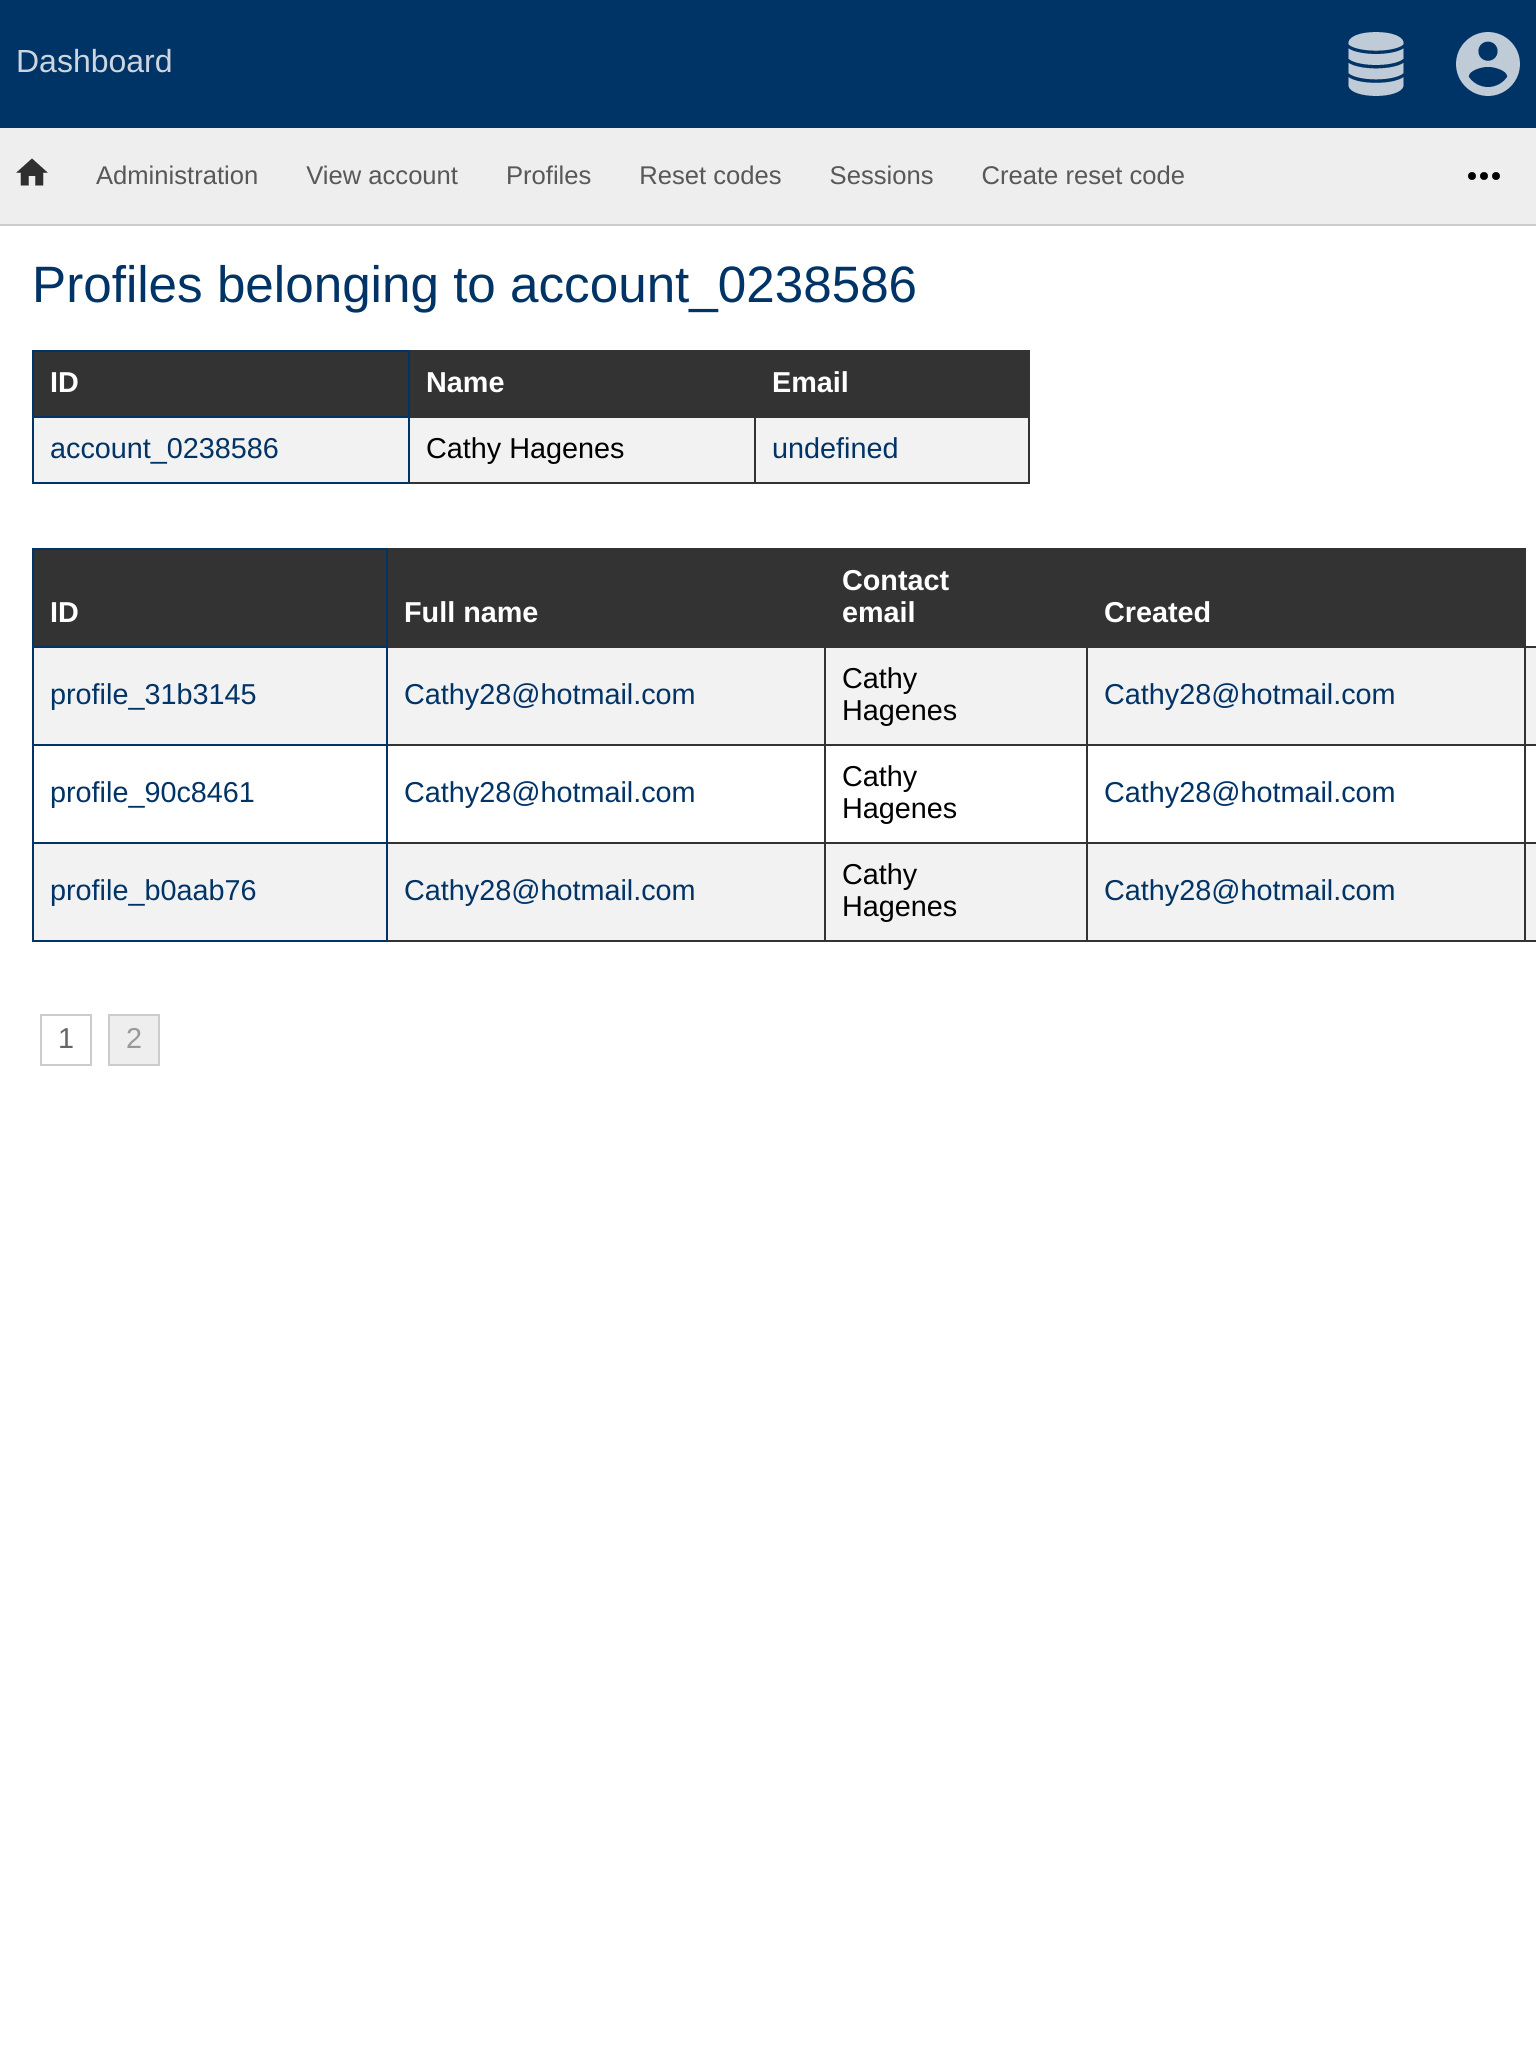 Dashboard
Administration View account Profiles Reset codes Sessions Create reset code
Profiles belonging to account_0238586
ID Name Email
account_0238586 Cathy Hagenes undefined
ID Full name Contact email Created
profile_31b3145 Cathy28@hotmail.com Cathy Hagenes Cathy28@hotmail.com
profile_90c8461 Cathy28@hotmail.com Cathy Hagenes Cathy28@hotmail.com
profile_b0aab76 Cathy28@hotmail.com Cathy Hagenes Cathy28@hotmail.com
1 2